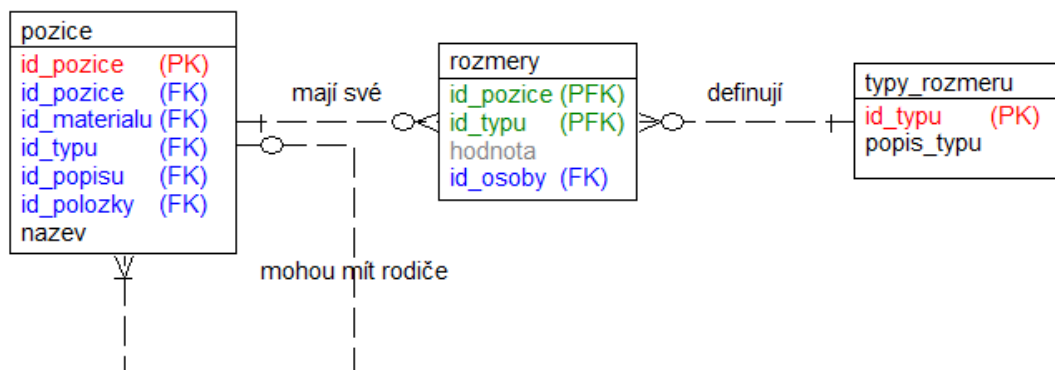 pozice
id_pozice (PK)
id_pozice (FK)
id_materialu (FK)
id_typu (FK)
id_popisu (FK)
id_polozky (FK)
nazev
mají své
rozmery
id_pozice (PFK)
id_typu (PFK)
hodnota
id_osoby (FK)
definují
typy_rozmeru
id_typu (PK)
popis_typu
mohou mít rodiče